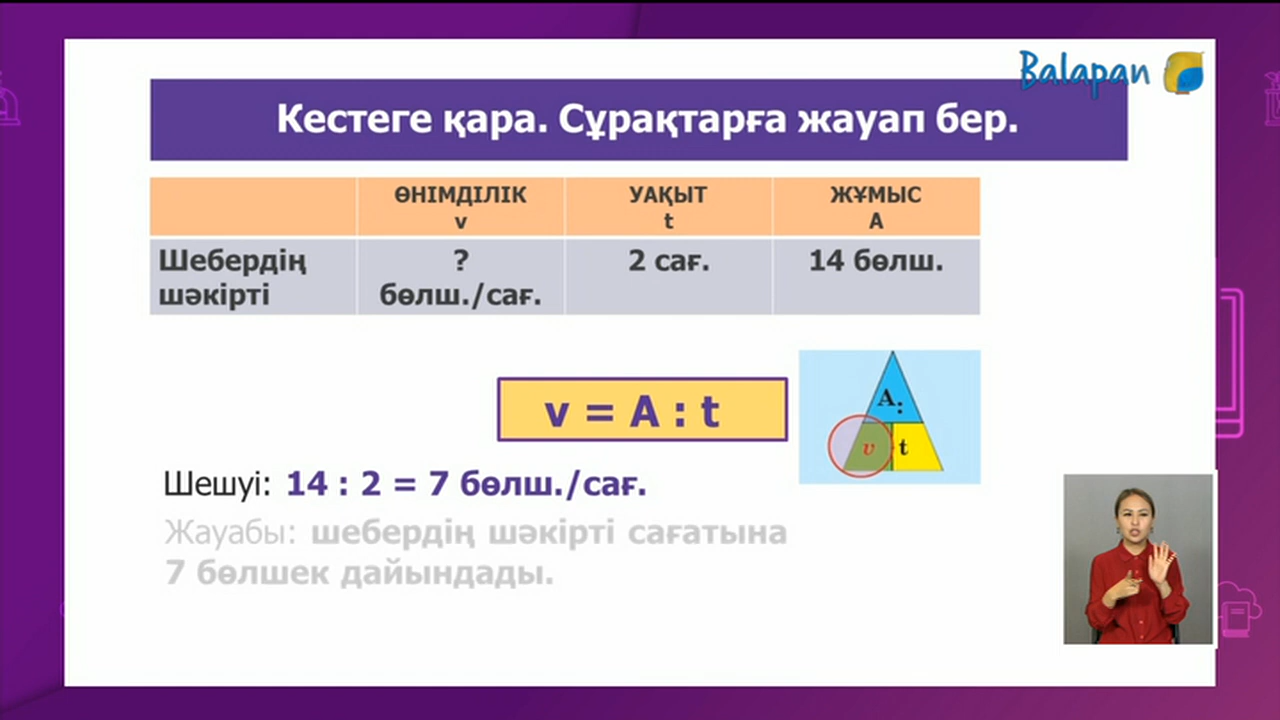 Balapan
Кестеге қара. Сұрақтарға жауап бер.
ӨНІМДІЛІК УАҚЫТ ЖҰМЫС
v t A
Шебердің ? 2 сағ. 14 бөлш.
шәкірті бөлш./сағ.
v = A : t
A:
v t
Шешуі: 14 : 2 = 7 бөлш./сағ.
Жауабы: шебердің шәкірті сағатына
7 бөлшек дайындады.